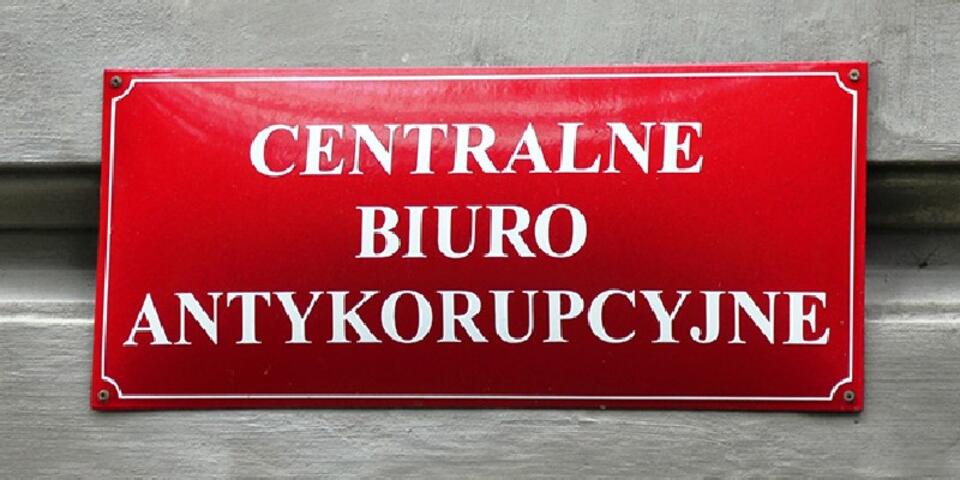 CENTRALNE
BIURO
ANTYKORUPCYJNE